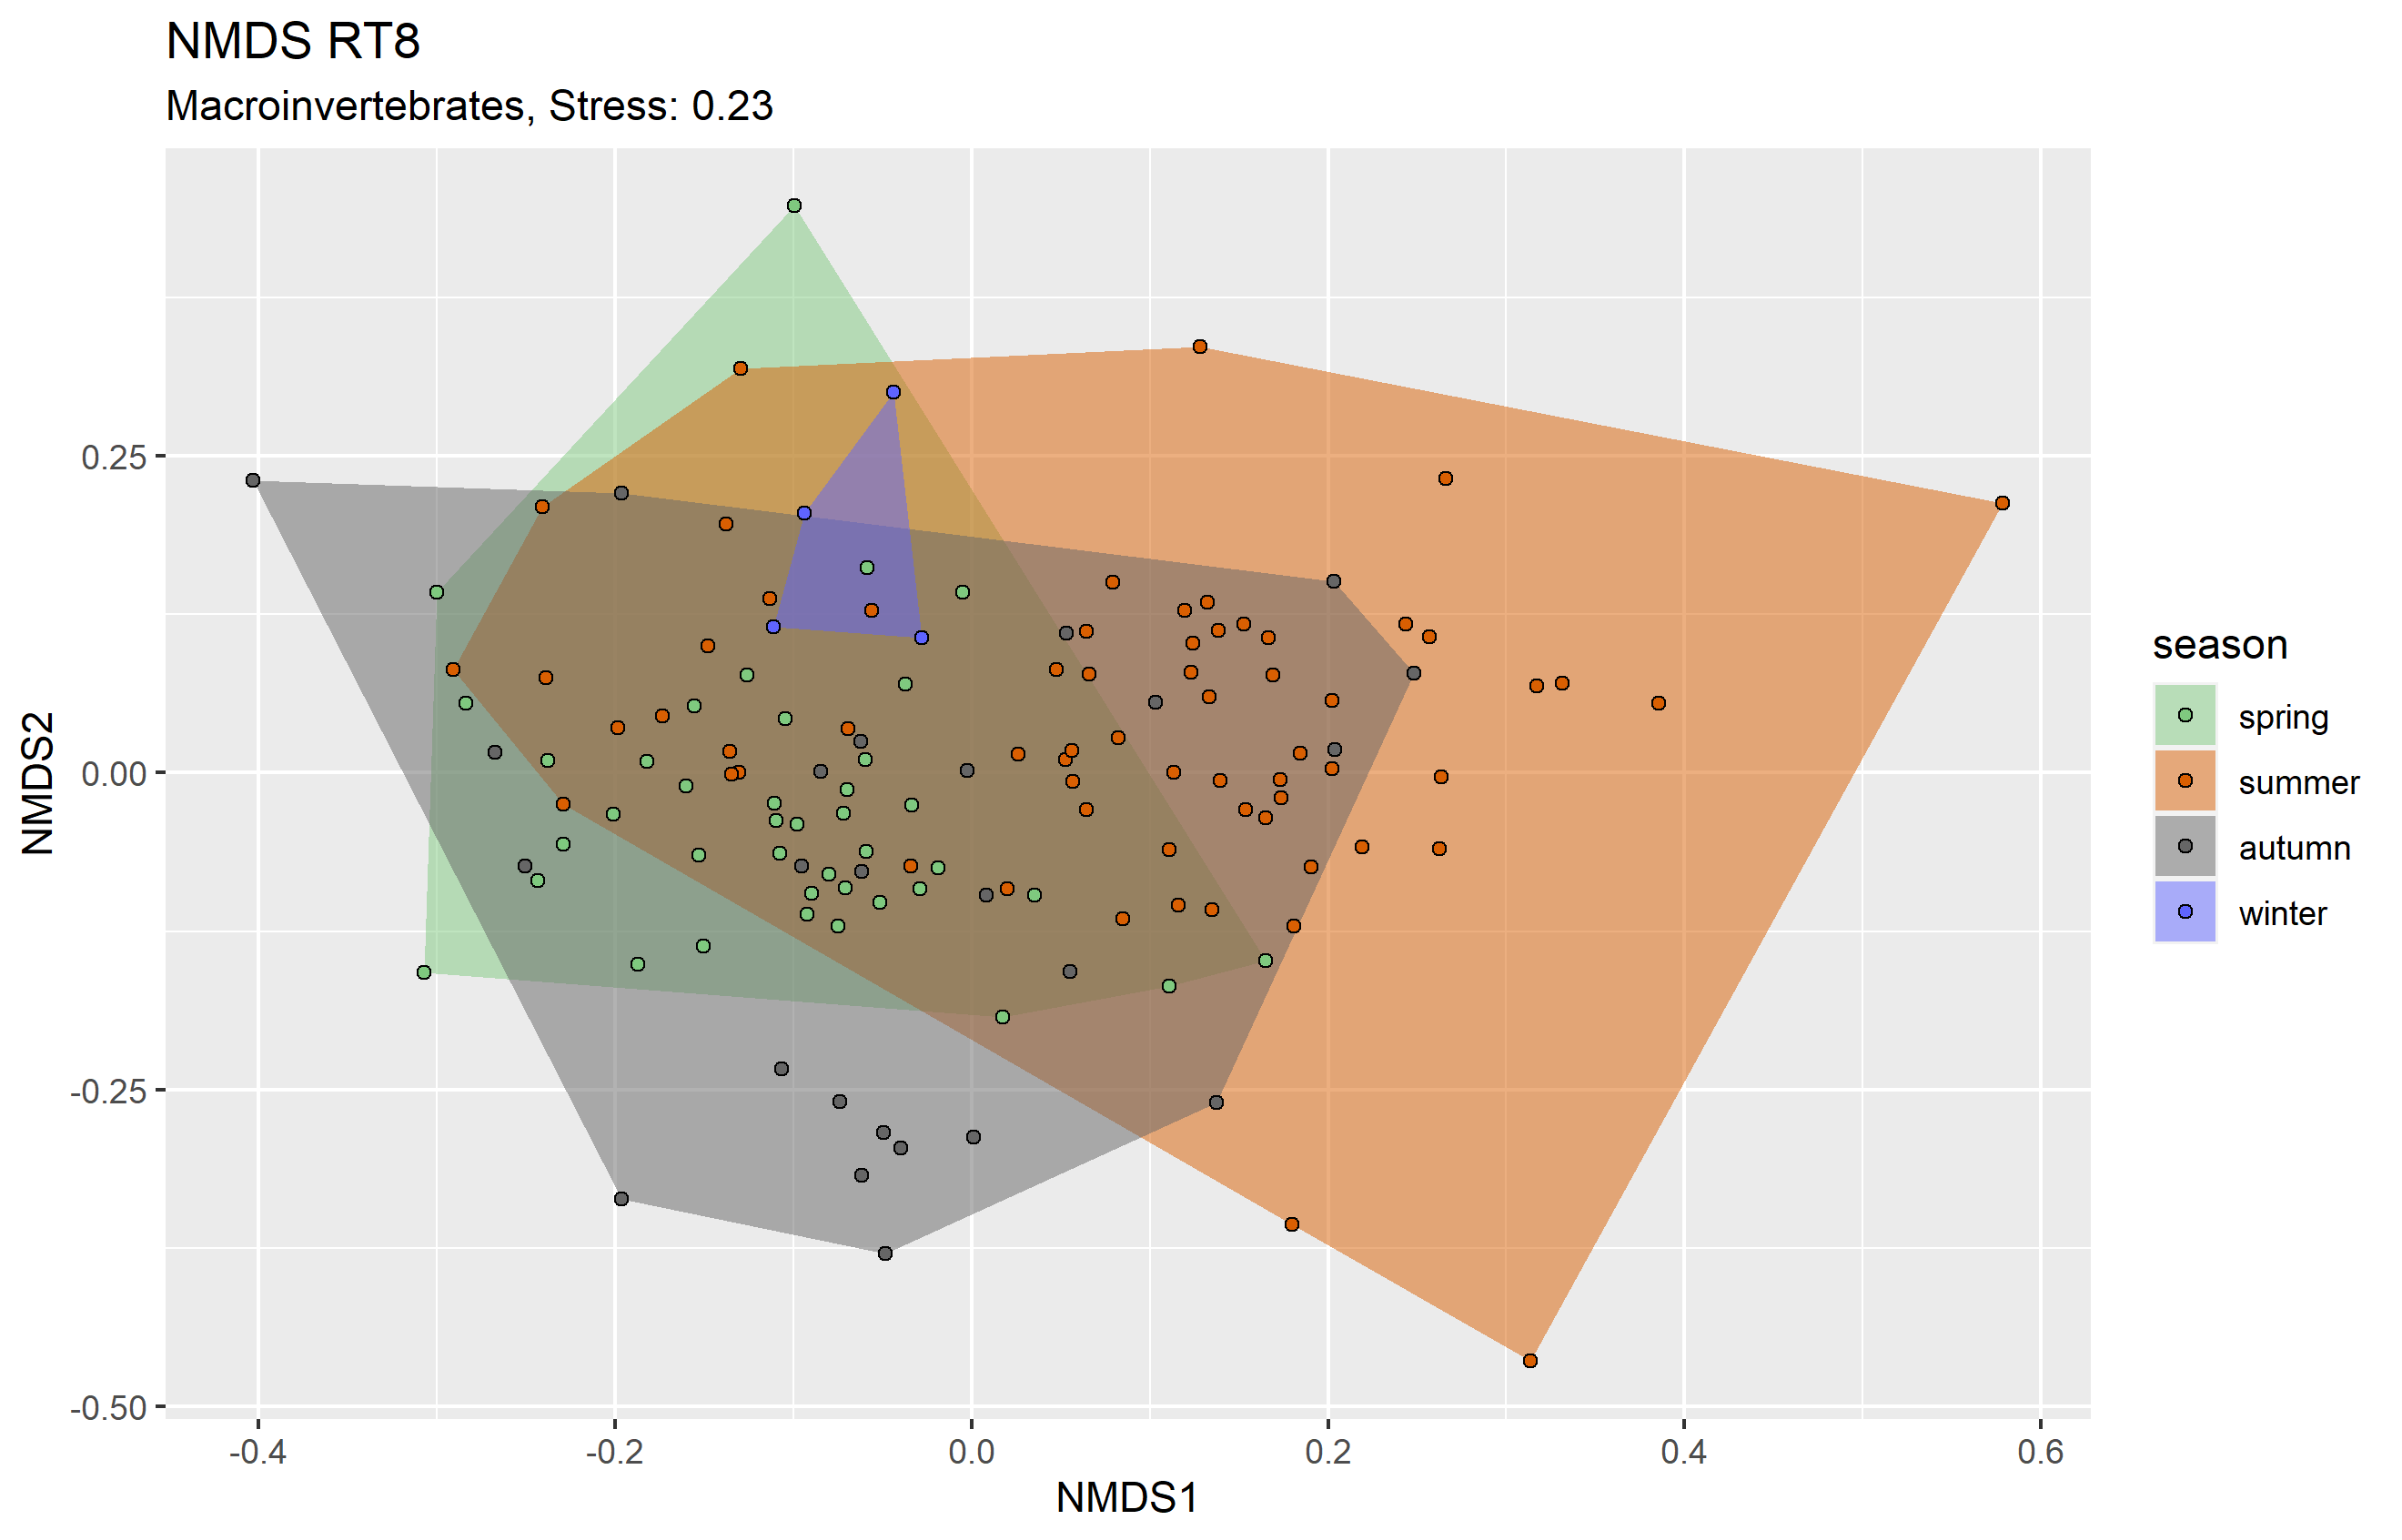 NMDS RT8
Macroinvertebrates, Stress: 0.23
NMDS2
0.25
0.00
-0.25
-0.50
-0.4
-0.2
0.0
0.2
0.4
0.6
NMDS1
season
spring
summer
autumn
winter